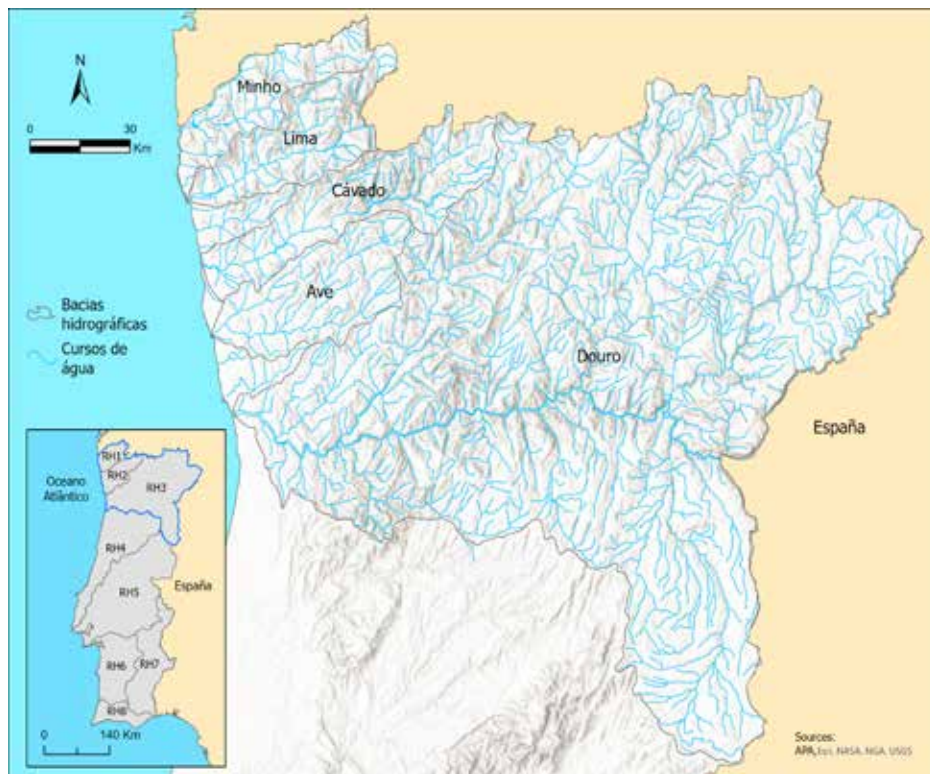 N
0 30
Km
Minho
Lima
Cávado
Ave
Douro
España
Bacias
hidrográficas
Cursos de
água
Oceano
Atlântico
RH1
RH2
RH3
RH4
RH5
España
RH6
RH7
RH8
0 140 Km
Sources:
APA, Esri, NASA, NGA, USGS